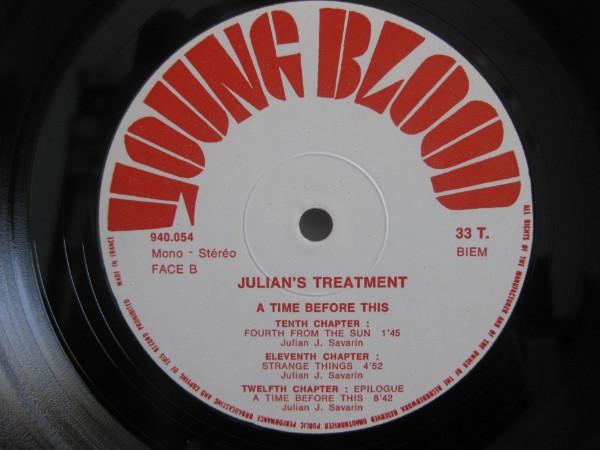 YOUNG BLOOD
940.054
Mono - Stéréo
FACE B
33 T.
BIEM
JULIAN'S TREATMENT
A TIME BEFORE THIS
TENTH CHAPTER :
FOURTH FROM THE SUN 1'45
Julian J. Savarin
ELEVENTH CHAPTER :
STRANGE THINGS 4'52
Julian J. Savarin
TWELFTH CHAPTER : EPILOGUE
A TIME BEFORE THIS 8'42
Julian J. Savarin
ALL RIGHTS OF THE MANUFACTURER AND OF THE OWNER OF THE RECORDEDWORK RESERVED UNAUTHORIZED PUBLIC PERFORMANCE BROADCASTING AND COPYING OF THIS RECORD PROHIBITED
MADE IN FRANCE